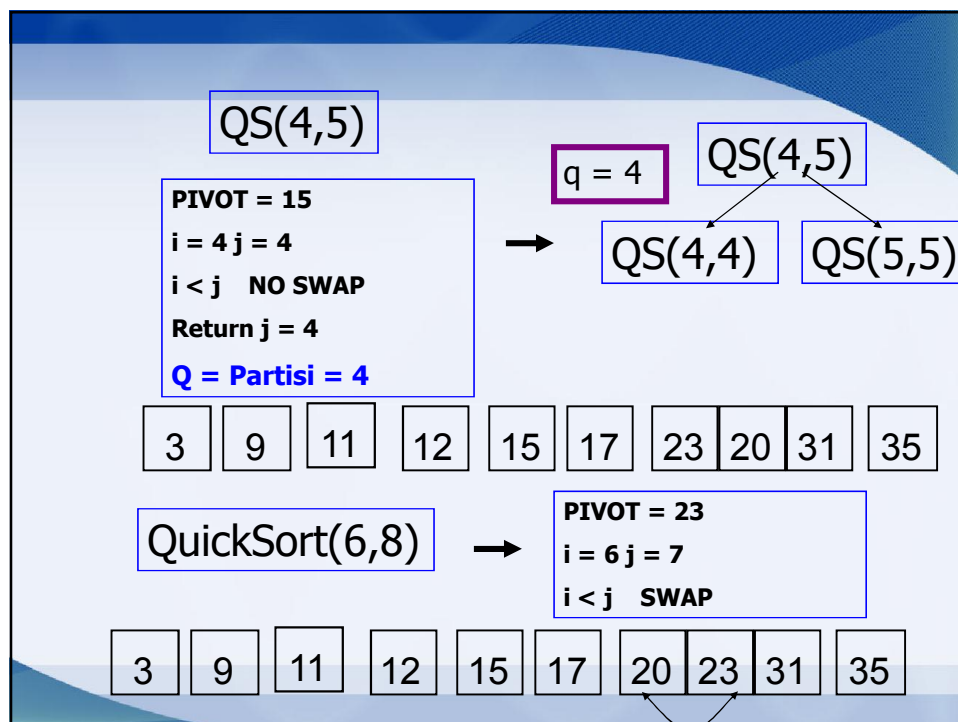 QS(4,5)
PIVOT = 15
i = 4 j = 4
i < j NO SWAP
Return j = 4
Q = Partisi = 4
q = 4
QS(4,5)
QS(4,4) QS(5,5)
3 9 11 12 15 17 23 20 31 35
QuickSort(6,8)
PIVOT = 23
i = 6 j = 7
i < j SWAP
3 9 11 12 15 17 20 23 31 35